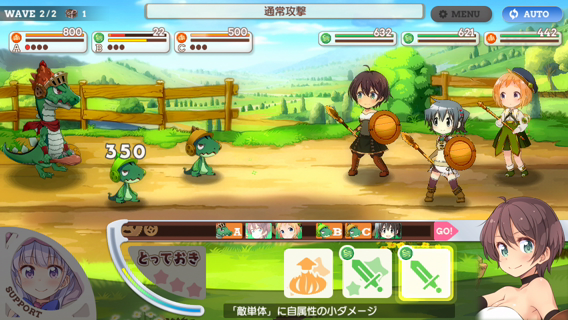 WAVE 2/2 1
通常攻撃
MENU
AUTO
A 800
B 22
C 500
632
621
442
350
A B C GO!
SUPPORT
とっておき
「敵単体」に自属性の小ダメージ